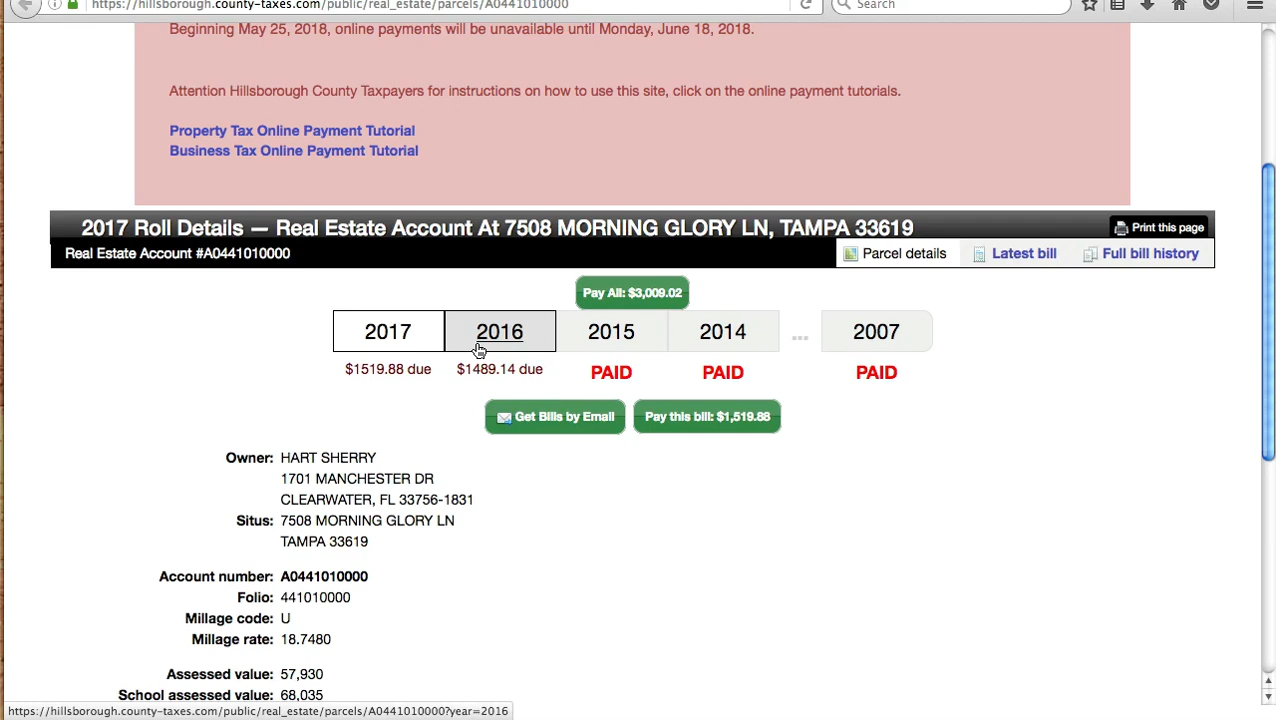 https://hillsborough.county-taxes.com/public/real_estate/parcels/A0441010000
Search
Beginning May 25, 2018, online payments will be unavailable until Monday, June 18, 2018.
Attention Hillsborough County Taxpayers for instructions on how to use this site, click on the online payment tutorials.
Property Tax Online Payment Tutorial
Business Tax Online Payment Tutorial
2017 Roll Details — Real Estate Account At 7508 MORNING GLORY LN, TAMPA 33619
Print this page
Real Estate Account #A0441010000
Parcel details
Latest bill
Full bill history
Pay All: $3,009.02
2017 2016 2015 2014 ... 2007
$1519.88 due $1489.14 due PAID PAID PAID
Get Bills by Email
Pay this bill: $1,519.88
Owner: HART SHERRY
1701 MANCHESTER DR
CLEARWATER, FL 33756-1831
Situs: 7508 MORNING GLORY LN
TAMPA 33619
Account number: A0441010000
Folio: 441010000
Millage code: U
Millage rate: 18.7480
Assessed value: 57,930
School assessed value: 68,035
https://hillsborough.county-taxes.com/public/real_estate/parcels/A0441010000?year=2016